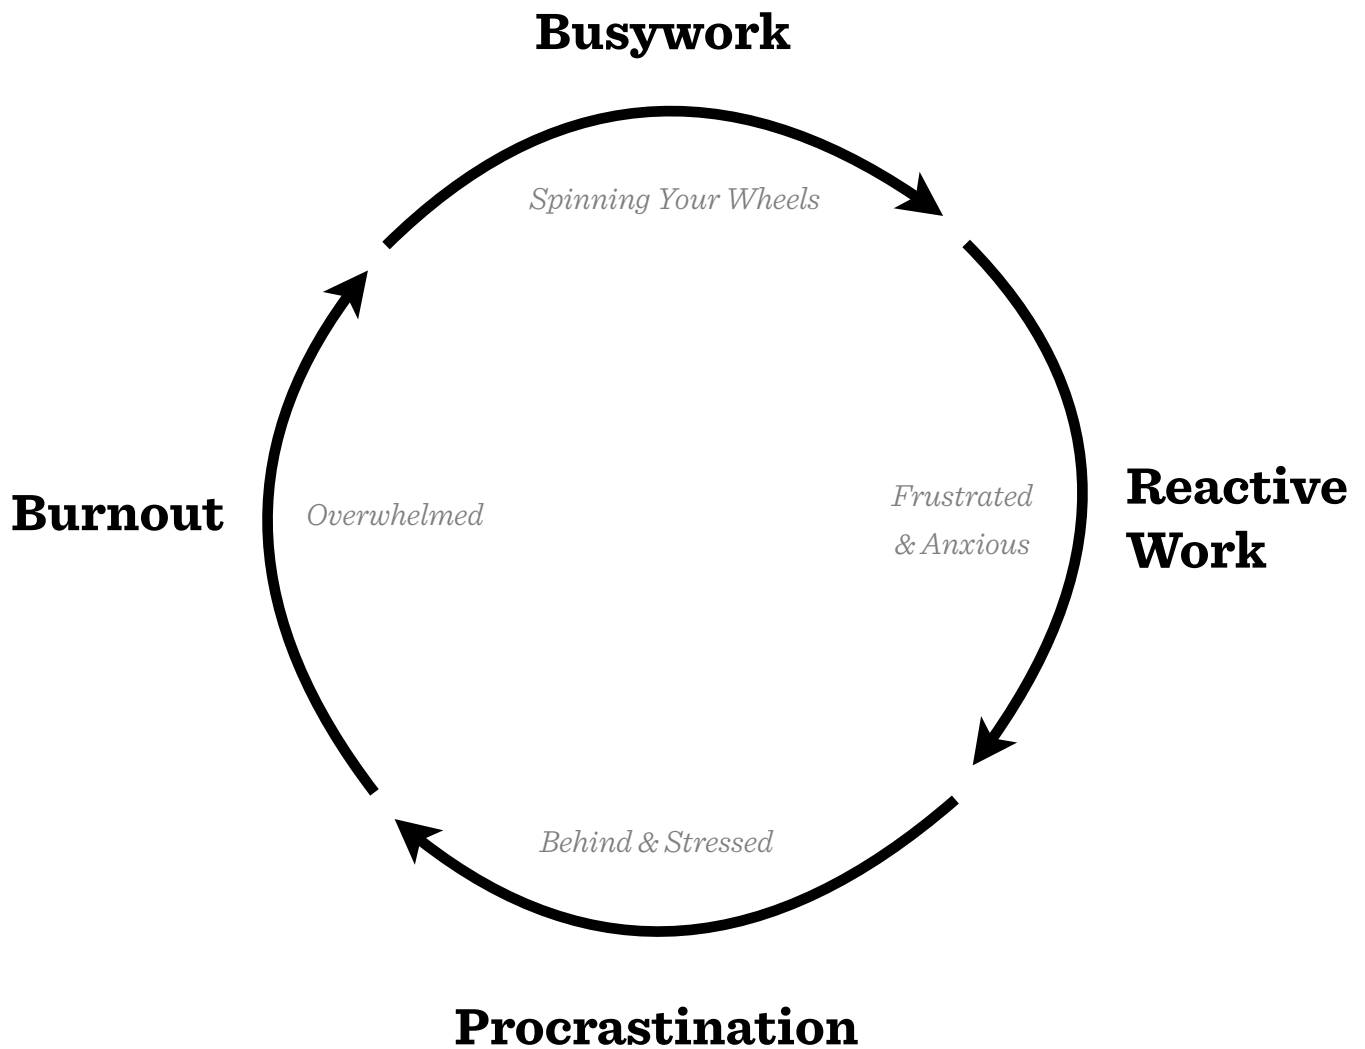 Busywork
Spinning Your Wheels
Burnout
Overwhelmed
Frustrated
& Anxious
Reactive
Work
Behind & Stressed
Procrastination